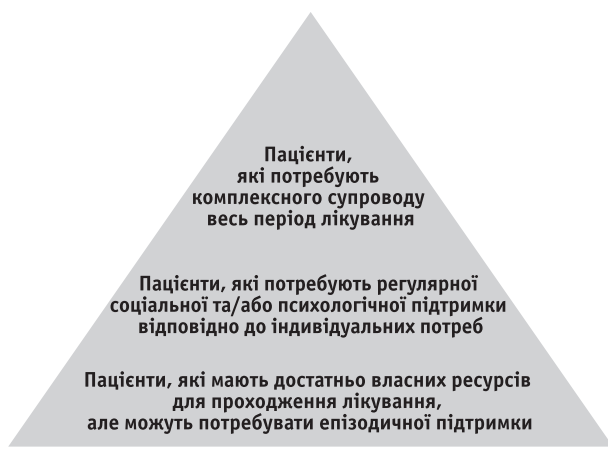 Пацієнти,
які потребують
комплексного супроводу
весь період лікування
Пацієнти, які потребують регулярної
соціальної та/або психологічної підтримки
відповідно до індивідуальних потреб
Пацієнти, які мають достатньо власних ресурсів
для проходження лікування,
але можуть потребувати епізодичної підтримки